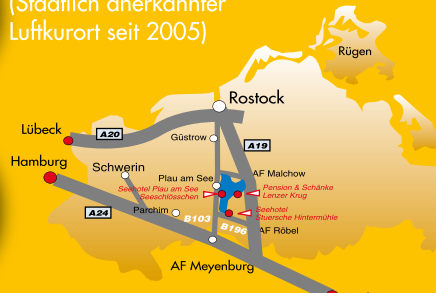 (Staatlich anerkannter
Luftkurort seit 2005)
Rügen
Rostock
Lübeck
A20
Güstrow
A19
Hamburg
Schwerin
Plau am See
AF Malchow
Seehotel Plau am See
Seeschlösschen
Pension & Schänke
Lenzer Krug
Parchim
A24
B103
Seehotel
Stuersche Hintermühle
B196
AF Röbel
AF Meyenburg